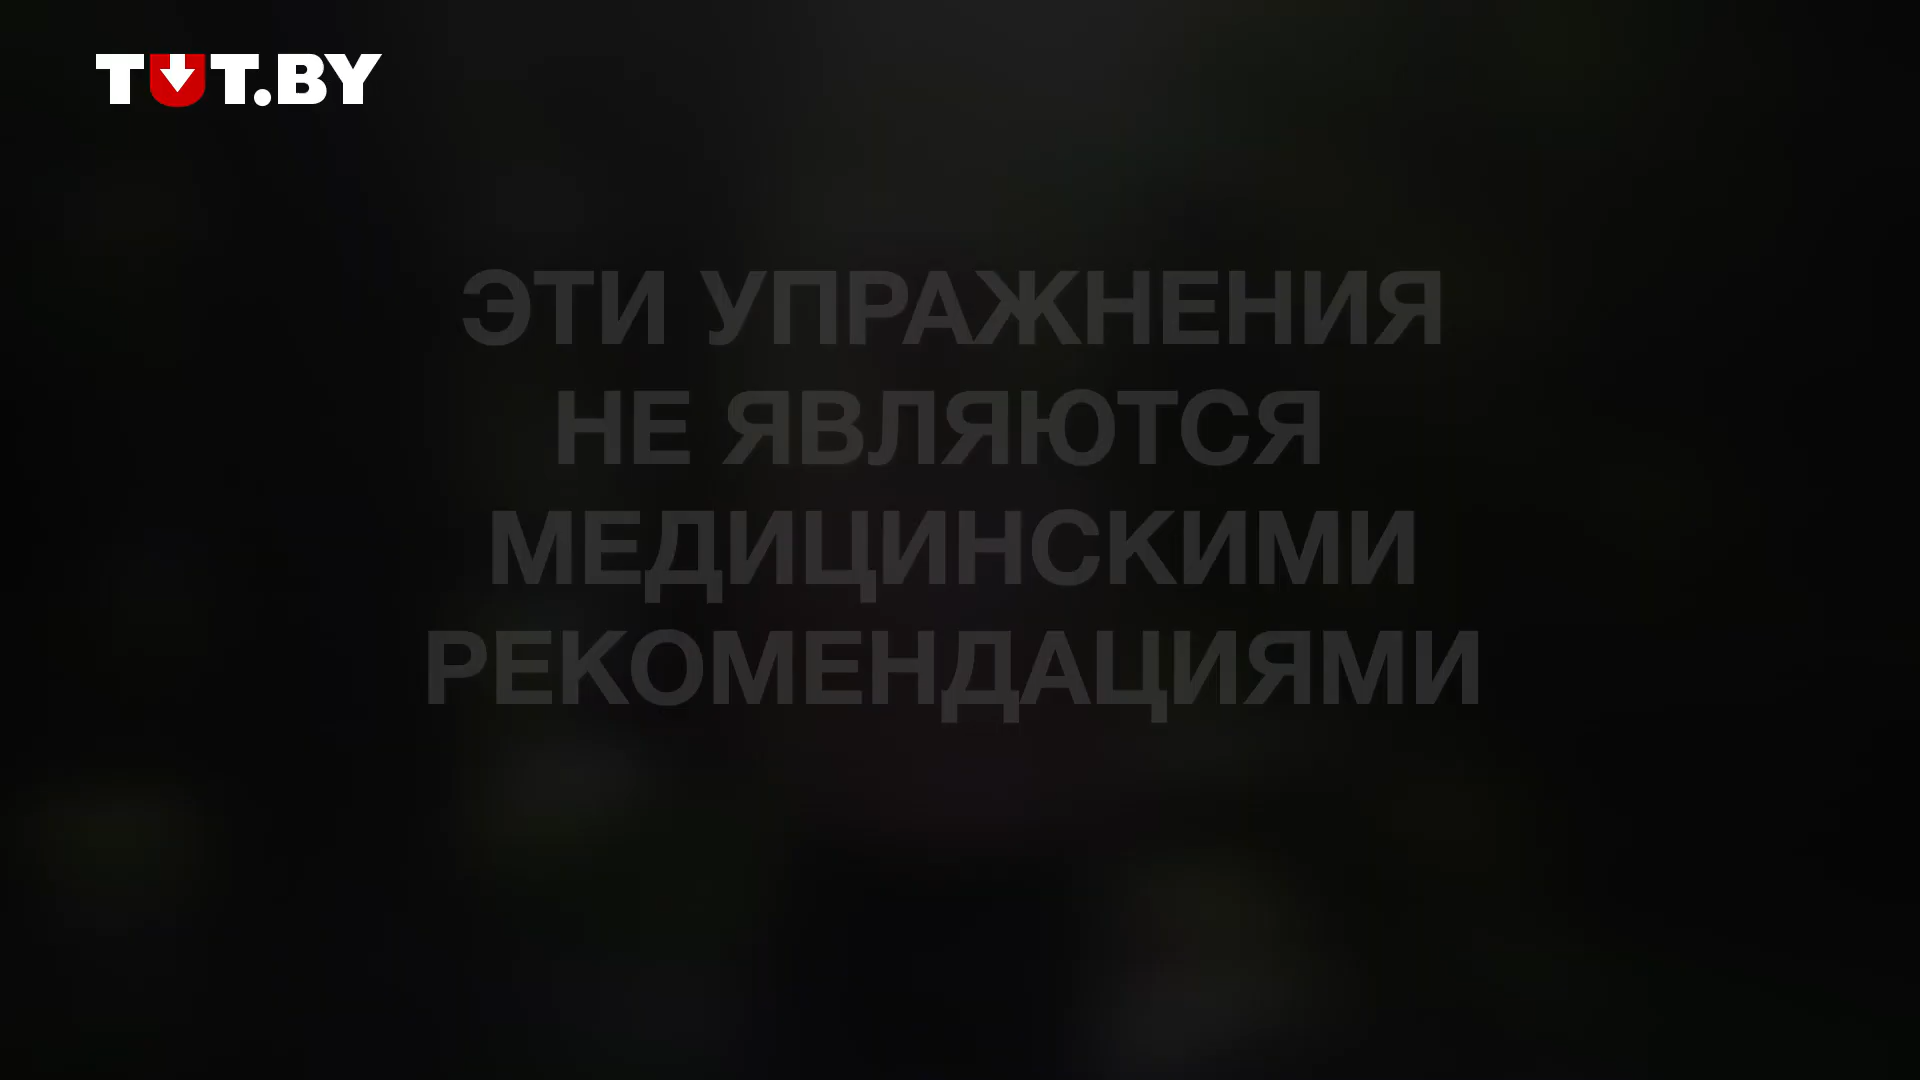 TUT.BY
ЭТИ УПРАЖНЕНИЯ
НЕ ЯВЛЯЮТСЯ
МЕДИЦИНСКИМИ
РЕКОМЕНДАЦИЯМИ